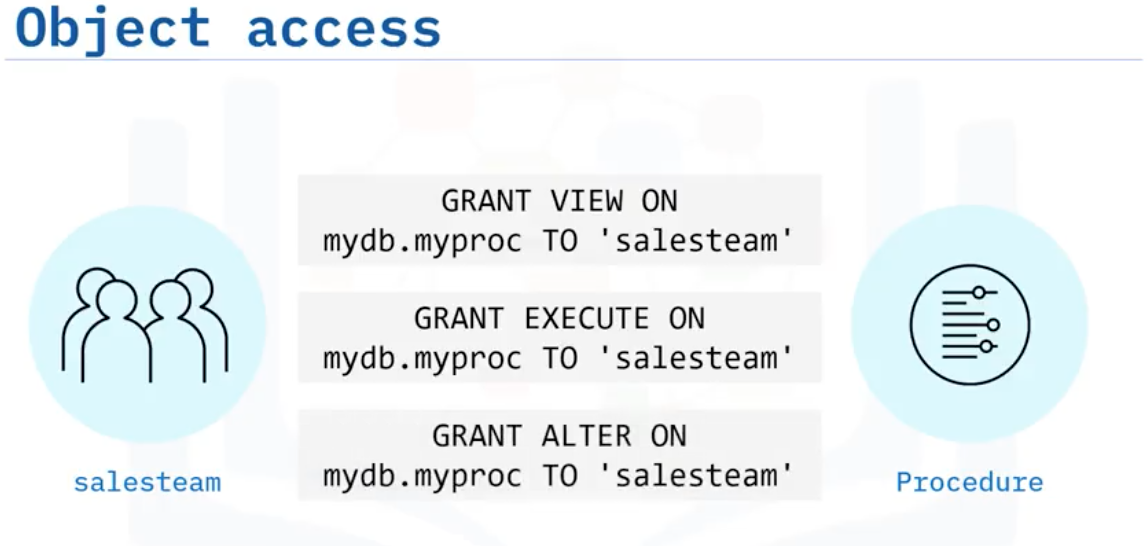 Object access
GRANT VIEW ON
mydb.myproc TO 'salesteam'
GRANT EXECUTE ON
mydb.myproc TO 'salesteam'
GRANT ALTER ON
mydb.myproc TO 'salesteam'
salesteam
Procedure